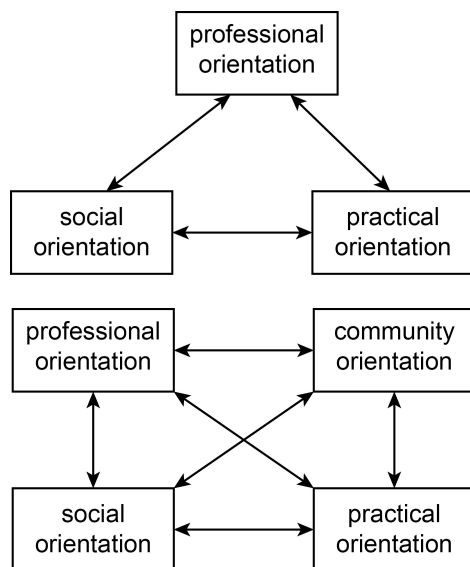 professional
orientation
social
orientation
practical
orientation
professional
orientation
community
orientation
social
orientation
practical
orientation